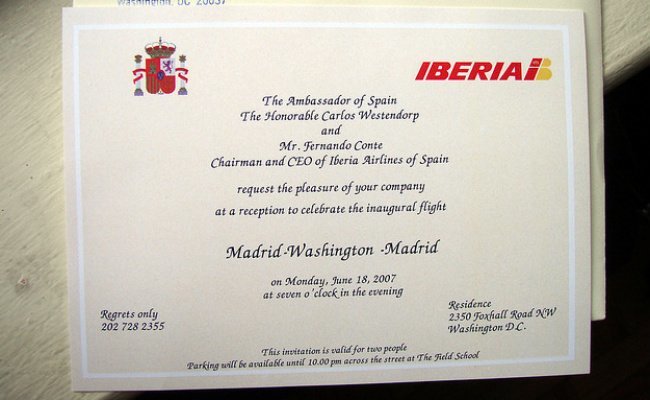 Washington, DC 20037
IBERIA
The Ambassador of Spain
The Honorable Carlos Westendorp
and
Mr. Fernando Conte
Chairman and CEO of Iberia Airlines of Spain
request the pleasure of your company
at a reception to celebrate the inaugural flight
Madrid-Washington -Madrid
on Monday, June 18, 2007
at seven o'clock in the evening
Regrets only
202 728 2355
Residence
2350 Foxhall Road NW
Washington D.C.
This invitation is valid for two people
Parking will be available until 10.00 pm across the street at The Field School